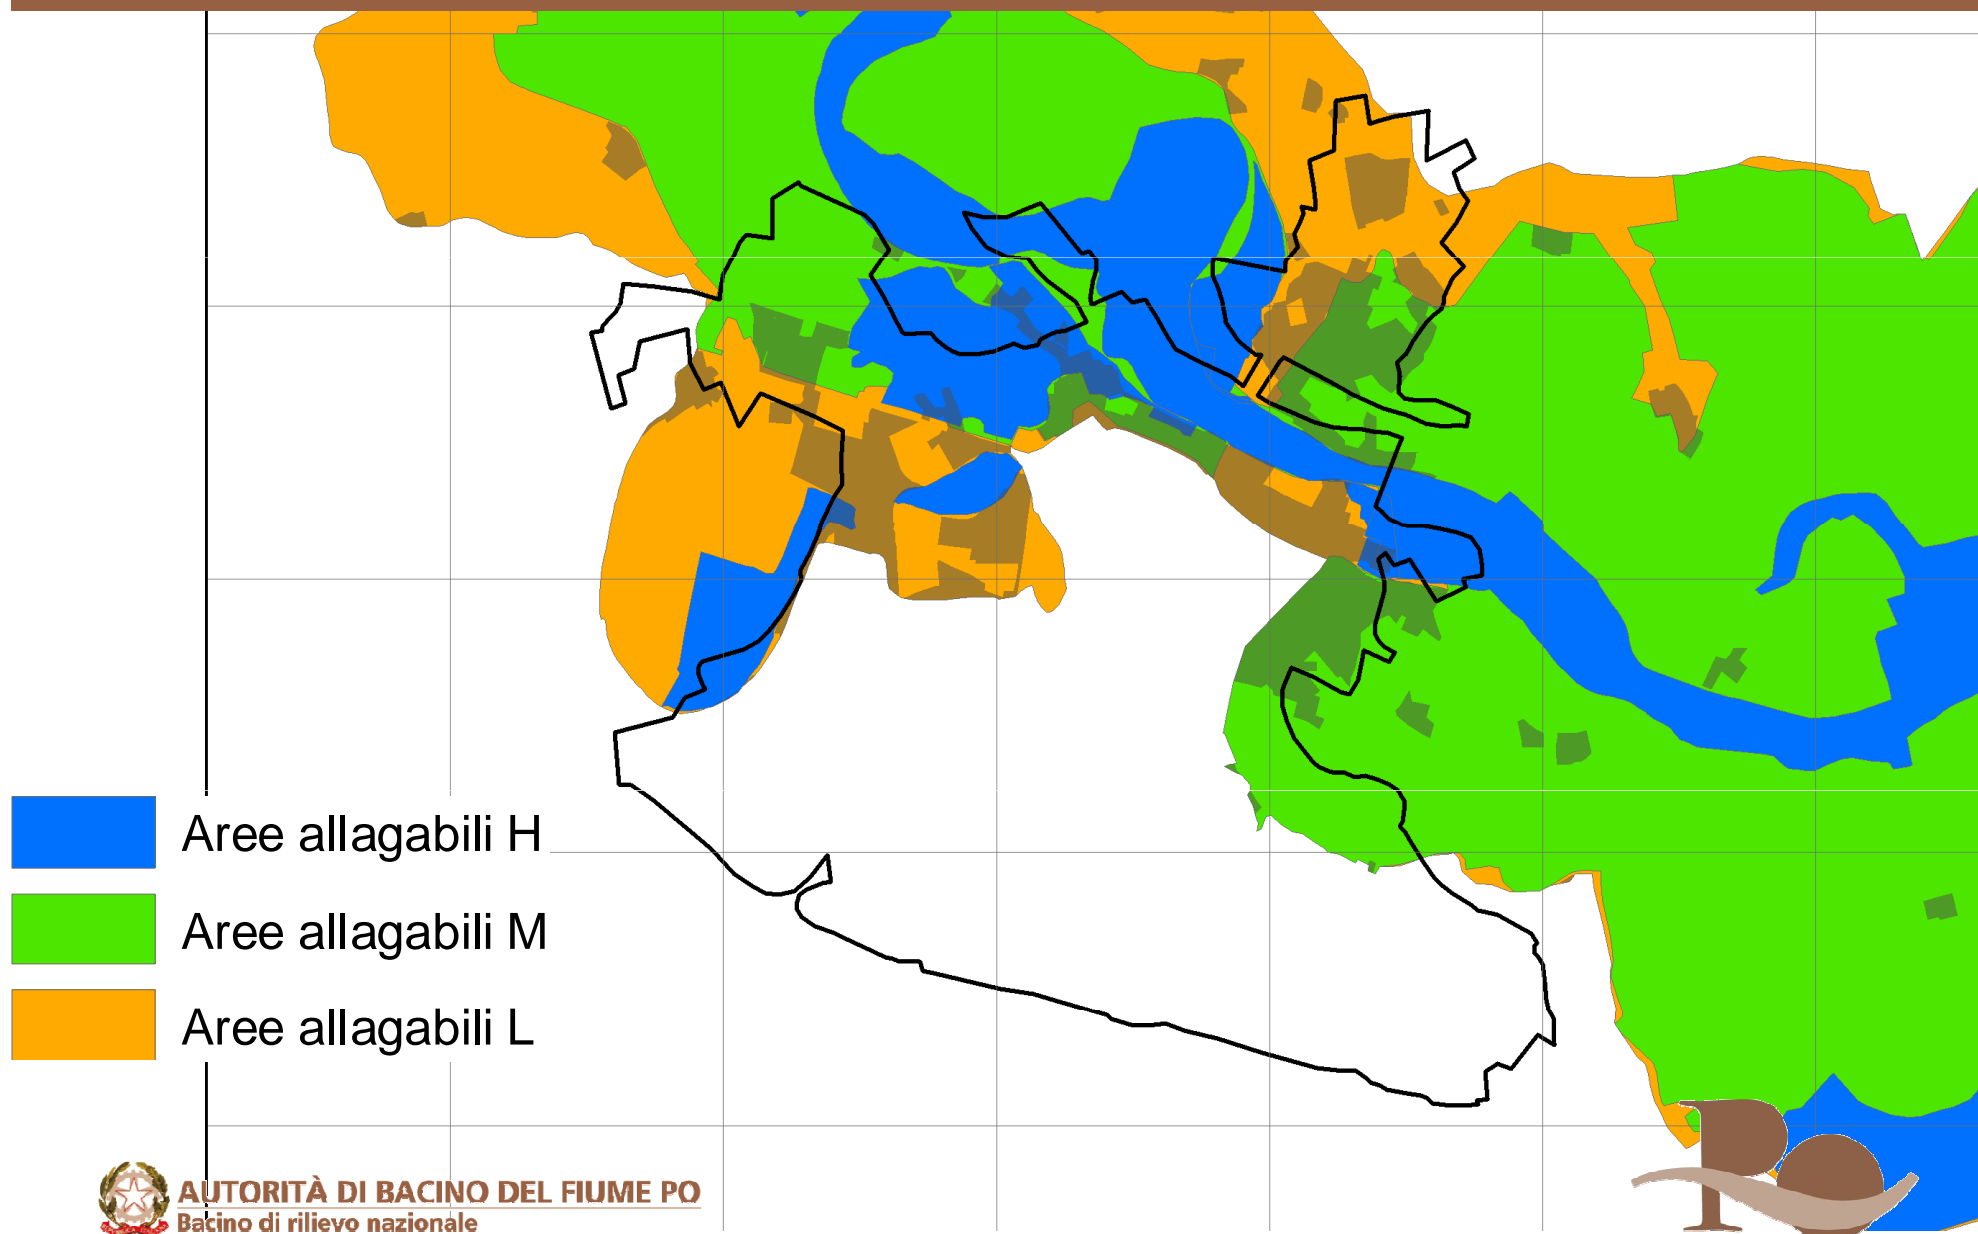 Aree allagabili H
Aree allagabili M
Aree allagabili L
AUTORITÀ DI BACINO DEL FIUME PO
Bacino di rilievo nazionale